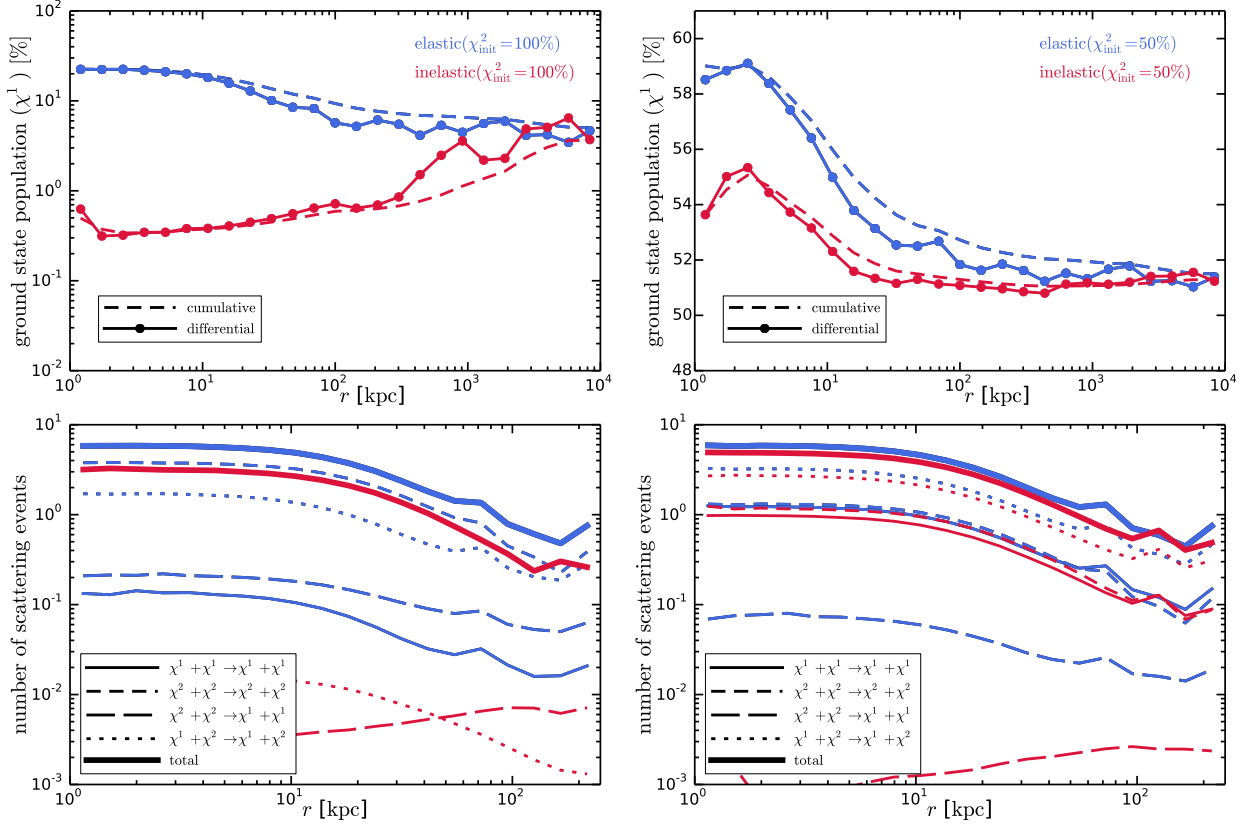 ground state population (χ¹) [%]
10²
10¹
10⁰
10⁻¹
10⁻²
elastic(χ²init=100%)
inelastic(χ²init=100%)
cumulative
differential
10⁰ 10¹ 10² 10³ 10⁴
r [kpc]
ground state population (χ¹) [%]
60
58
56
54
52
50
48
elastic(χ²init=50%)
inelastic(χ²init=50%)
cumulative
differential
10⁰ 10¹ 10² 10³ 10⁴
r [kpc]
number of scattering events
10¹
10⁰
10⁻¹
10⁻²
10⁻³
χ¹ +χ¹ →χ¹ +χ¹
χ² +χ² →χ² +χ²
χ² +χ² →χ¹ +χ¹
χ¹ +χ² →χ¹ +χ²
total
10⁰ 10¹ 10²
r [kpc]
number of scattering events
10¹
10⁰
10⁻¹
10⁻²
10⁻³
χ¹ +χ¹ →χ¹ +χ¹
χ² +χ² →χ² +χ²
χ² +χ² →χ¹ +χ¹
χ¹ +χ² →χ¹ +χ²
total
10⁰ 10¹ 10²
r [kpc]